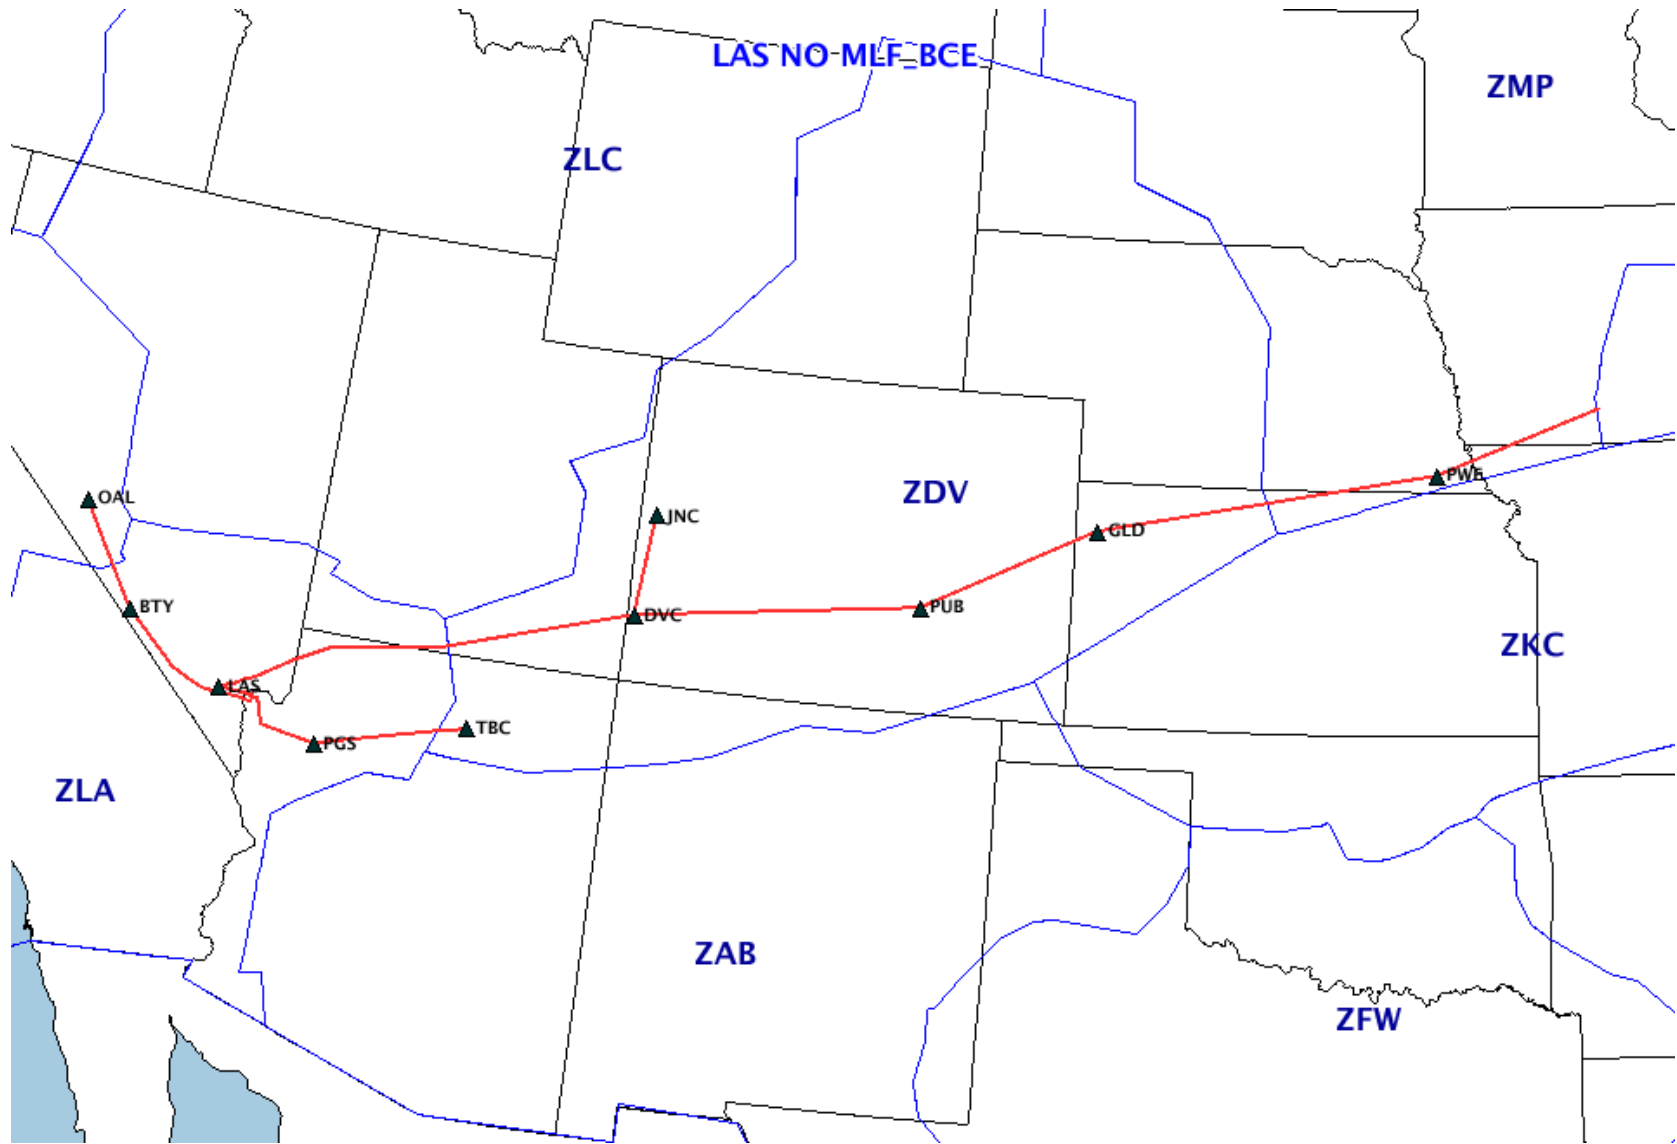 LAS NO MLF_BCE
ZMP
ZLC
PWE
ZDV
OAL
JNC
GLD
BTY
DVC
PUB
ZKC
LAS
TBC
PGS
ZLA
ZAB
ZFW